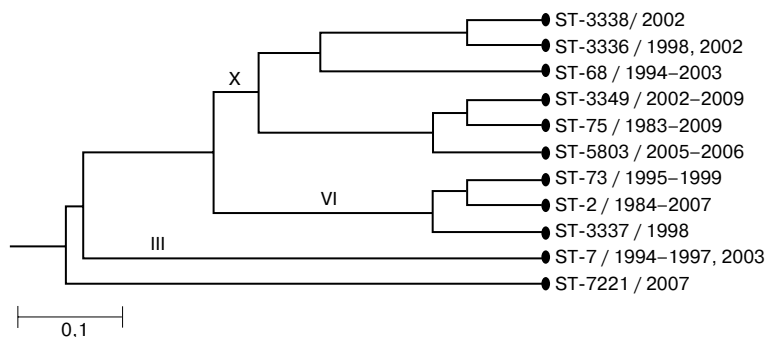 ST-3338/ 2002
ST-3336 / 1998, 2002
ST-68 / 1994–2003
X
ST-3349 / 2002–2009
ST-75 / 1983–2009
ST-5803 / 2005–2006
ST-73 / 1995–1999
VI
ST-2 / 1984–2007
ST-3337 / 1998
III
ST-7 / 1994–1997, 2003
ST-7221 / 2007
0,1